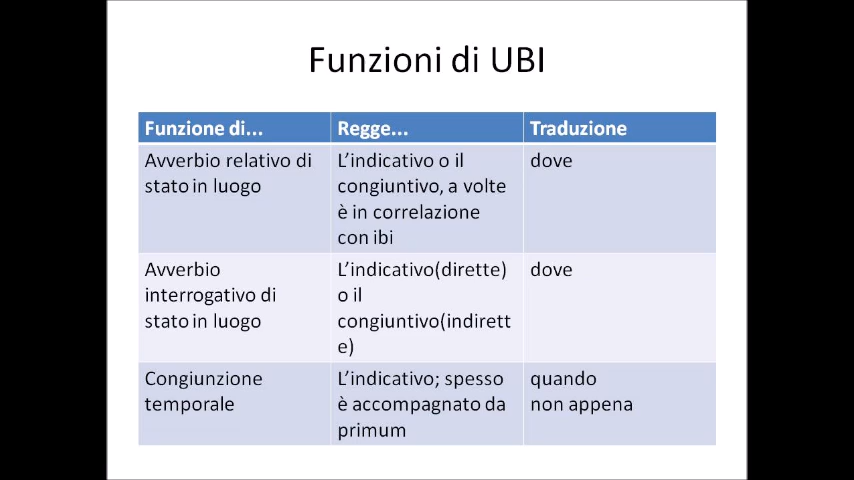 Funzioni di UBI
Funzione di... Regge... Traduzione
Avverbio relativo di
stato in luogo
L'indicativo o il
congiuntivo, a volte
è in correlazione
con ibi
dove
Avverbio
interrogativo di
stato in luogo
L'indicativo(dirette)
o il
congiuntivo(indirett
e)
dove
Congiunzione
temporale
L'indicativo; spesso
è accompagnato da
primum
quando
non appena